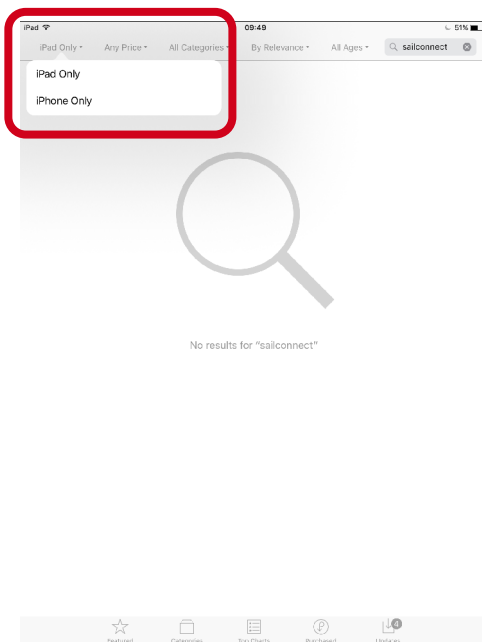 iPad 09:49 51%
iPad Only Any Price All Categories By Relevance All Ages sailconnect
iPad Only
iPhone Only
No results for "sailconnect"
4
Featured Categories Top Charts Purchased Updates